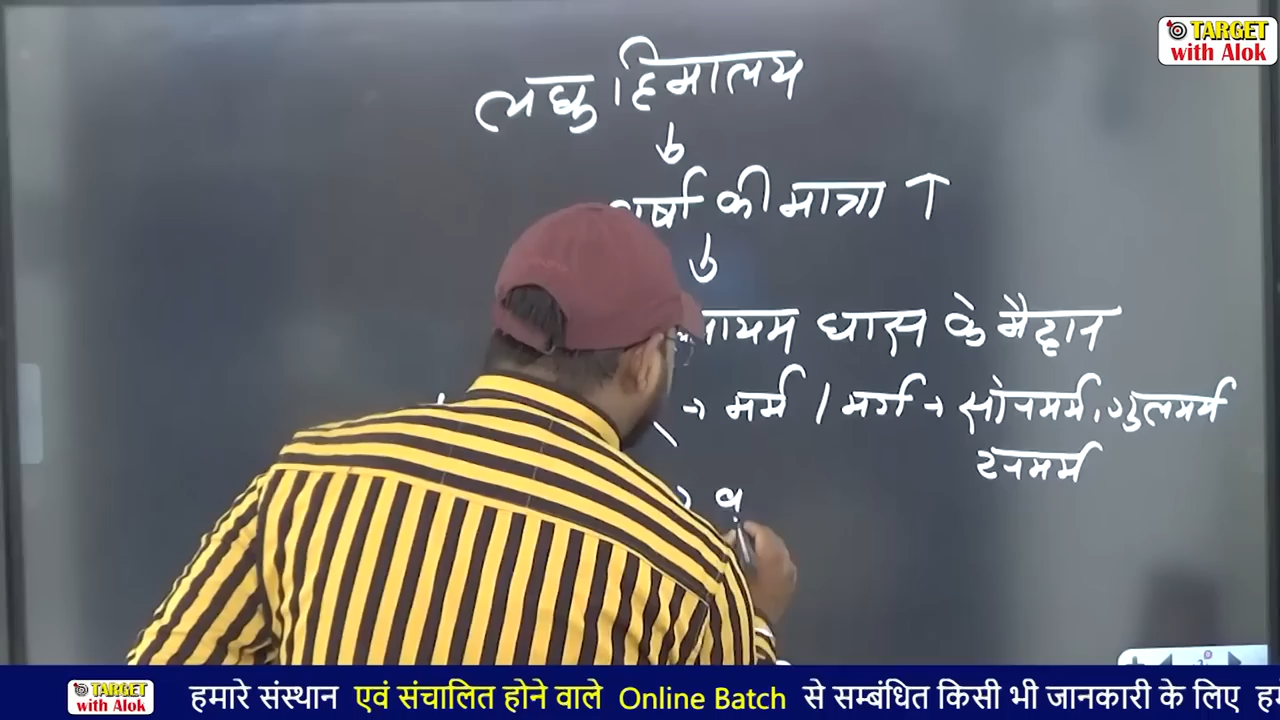 TARGET
with Alok
लघु हिमालय
वर्षा की मात्रा ↑
घास के मैदान
→ मर्ग / मर्ग → सोनमर्ग, गुलमर्ग
टनमर्ग
TARGET
with Alok
हमारे संस्थान एवं संचालित होने वाले Online Batch से सम्बंधित किसी भी जानकारी के लिए